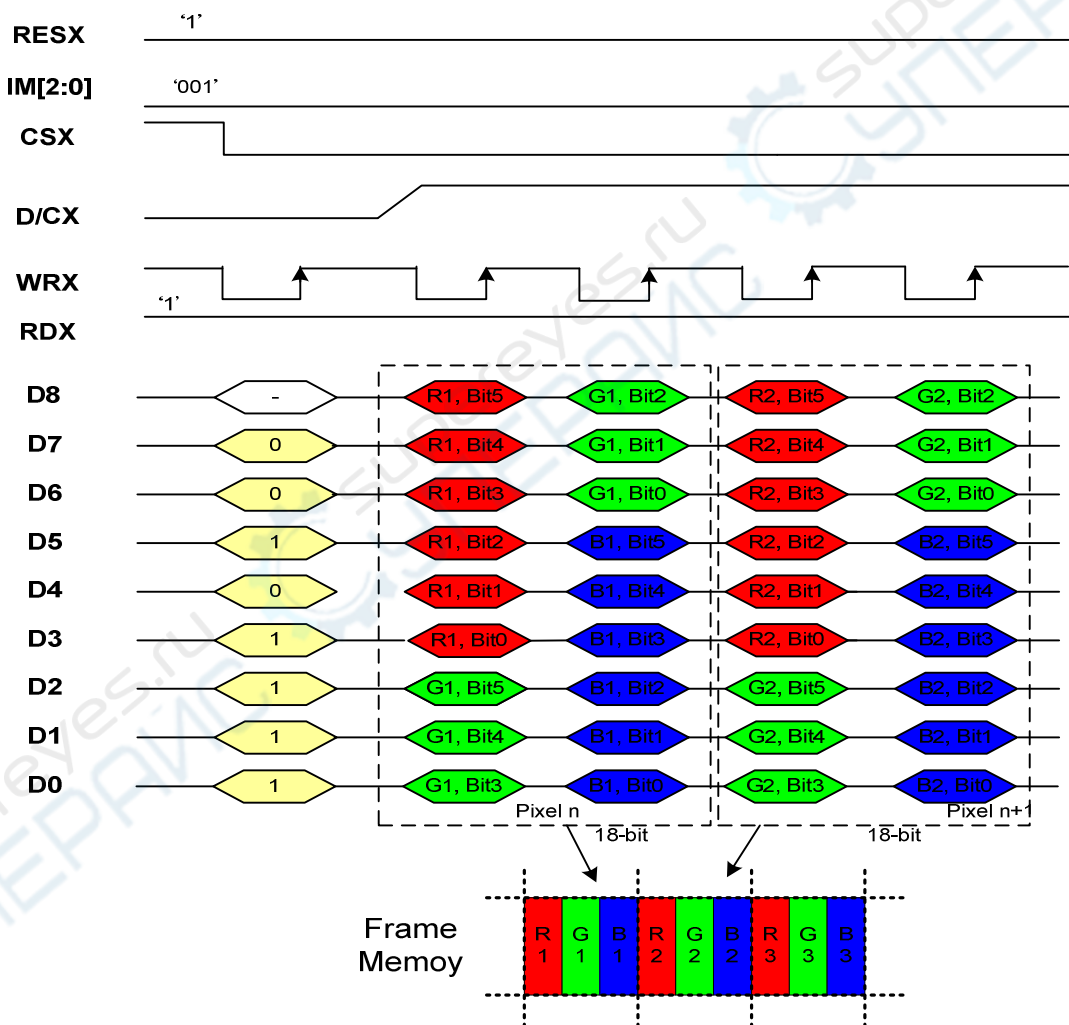 RESX '1'
IM[2:0] '001'
CSX
D/CX
WRX
'1'
RDX
D8 - R1, Bit5 G1, Bit2 R2, Bit5 G2, Bit2
D7 0 R1, Bit4 G1, Bit1 R2, Bit4 G2, Bit1
D6 0 R1, Bit3 G1, Bit0 R2, Bit3 G2, Bit0
D5 1 R1, Bit2 B1, Bit5 R2, Bit2 B2, Bit5
D4 0 R1, Bit1 B1, Bit4 R2, Bit1 B2, Bit4
D3 1 R1, Bit0 B1, Bit3 R2, Bit0 B2, Bit3
D2 1 G1, Bit5 B1, Bit2 G2, Bit5 B2, Bit2
D1 1 G1, Bit4 B1, Bit1 G2, Bit4 B2, Bit1
D0 1 G1, Bit3 B1, Bit0 G2, Bit3 B2, Bit0
Pixel n Pixel n+1
18-bit 18-bit
Frame
Memoy
R G B R G B R G B
1 1 1 2 2 2 3 3 3